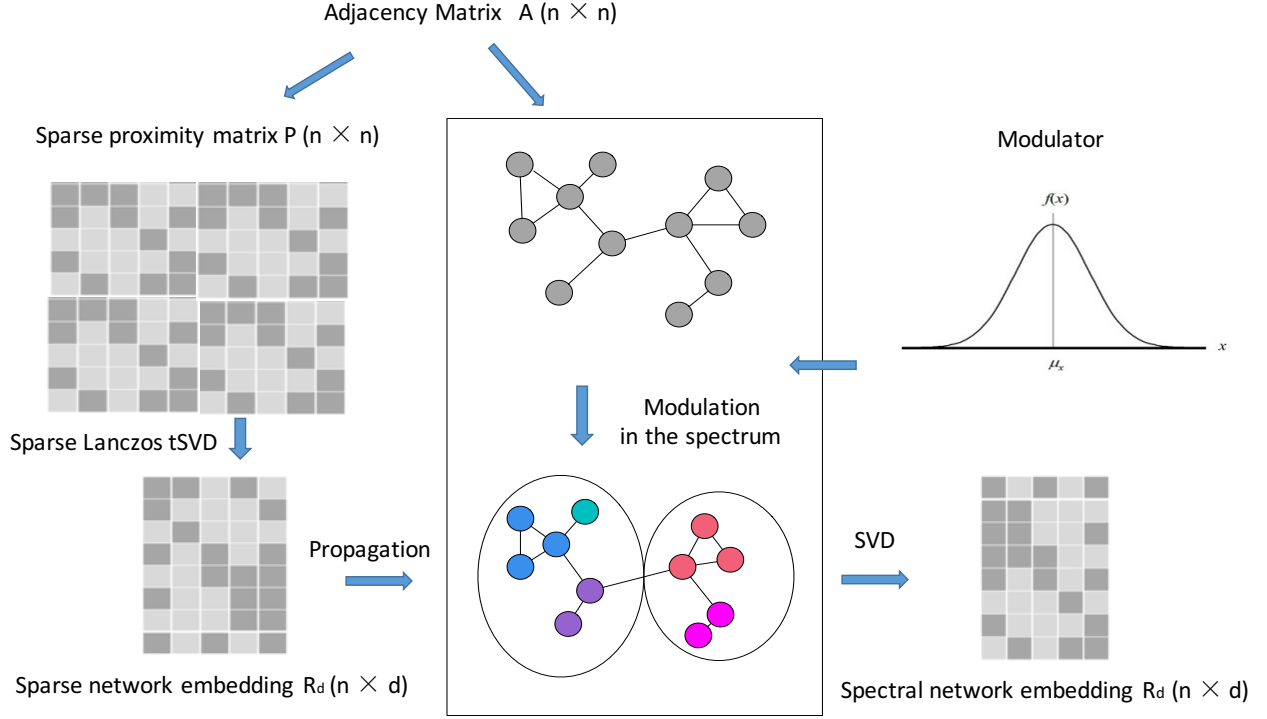 Adjacency Matrix A (n × n)
Sparse proximity matrix P (n × n)
Modulator
f(x)
x
μx
Modulation
in the spectrum
Sparse Lanczos tSVD
Propagation
SVD
Sparse network embedding Rd (n × d)
Spectral network embedding Rd (n × d)